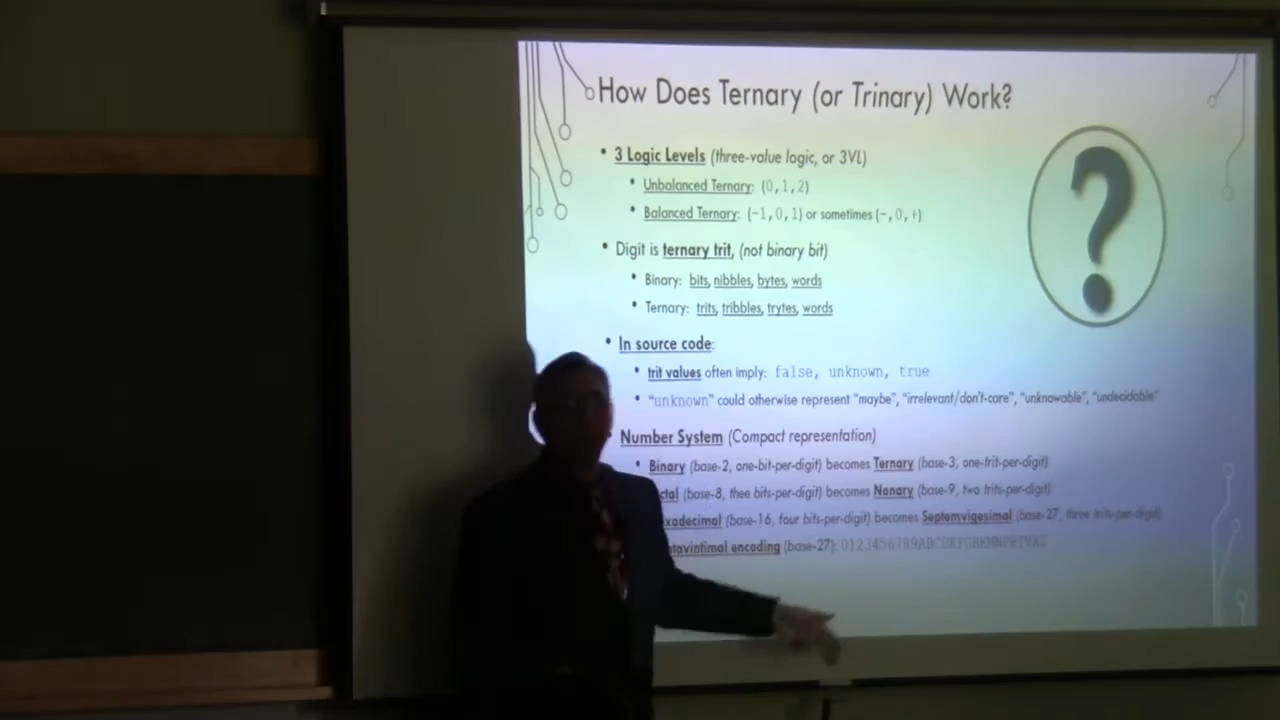 How Does Ternary (or Trinary) Work?
• 3 Logic Levels (three-value logic, or 3VL)
• Unbalanced Ternary: (0,1,2)
• Balanced Ternary: (-1,0,1) or sometimes (-,0,+)
• Digit is ternary trit, (not binary bit)
• Binary: bits, nibbles, bytes, words
• Ternary: trits, tribbles, trytes, words
• In source code:
• trit values often imply: false, unknown, true
• "unknown" could otherwise represent "maybe", "irrelevant/don't-care", "unknowable", "undecidable"
Number System (Compact representation)
• Binary (base-2, one-bit-per-digit) becomes Ternary (base-3, one-trit-per-digit)
ctal (base-8, thee bits-per-digit) becomes Nonary (base-9, two trits-per-digit)
xadecimal (base-16, four bits-per-digit) becomes Septemvigesimal (base-27, three trits-per-digit)
tavintimal encoding (base-27):